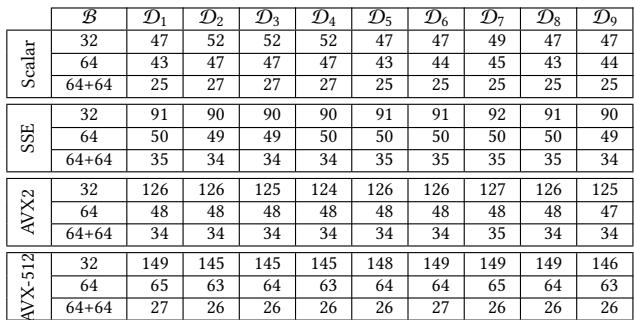 B D1 D2 D3 D4 D5 D6 D7 D8 D9
Scalar
32 47 52 52 52 47 47 49 47 47
64 43 47 47 47 43 44 45 43 44
64+64 25 27 27 27 25 25 25 25 25
SSE
32 91 90 90 90 91 91 92 91 90
64 50 49 49 50 50 50 50 50 49
64+64 35 34 34 34 35 35 35 35 34
AVX2
32 126 126 125 124 126 126 127 126 125
64 48 48 48 48 48 48 48 48 47
64+64 34 34 34 34 34 34 35 34 34
AVX-512
32 149 145 145 145 148 149 149 149 146
64 65 63 64 63 64 64 65 64 63
64+64 27 26 26 26 26 27 26 26 26